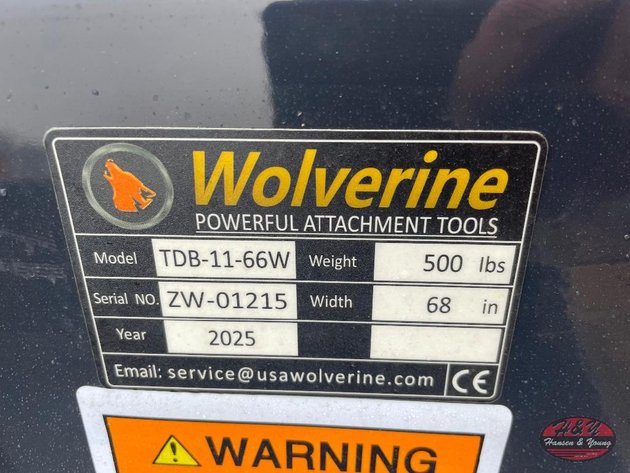 Wolverine
POWERFUL ATTACHMENT TOOLS
Model TDB-11-66W Weight 500 lbs
Serial NO. ZW-01215 Width 68 in
Year 2025
Email: service@usawolverine.com CE
WARNING
H&Y
Hansen & Young